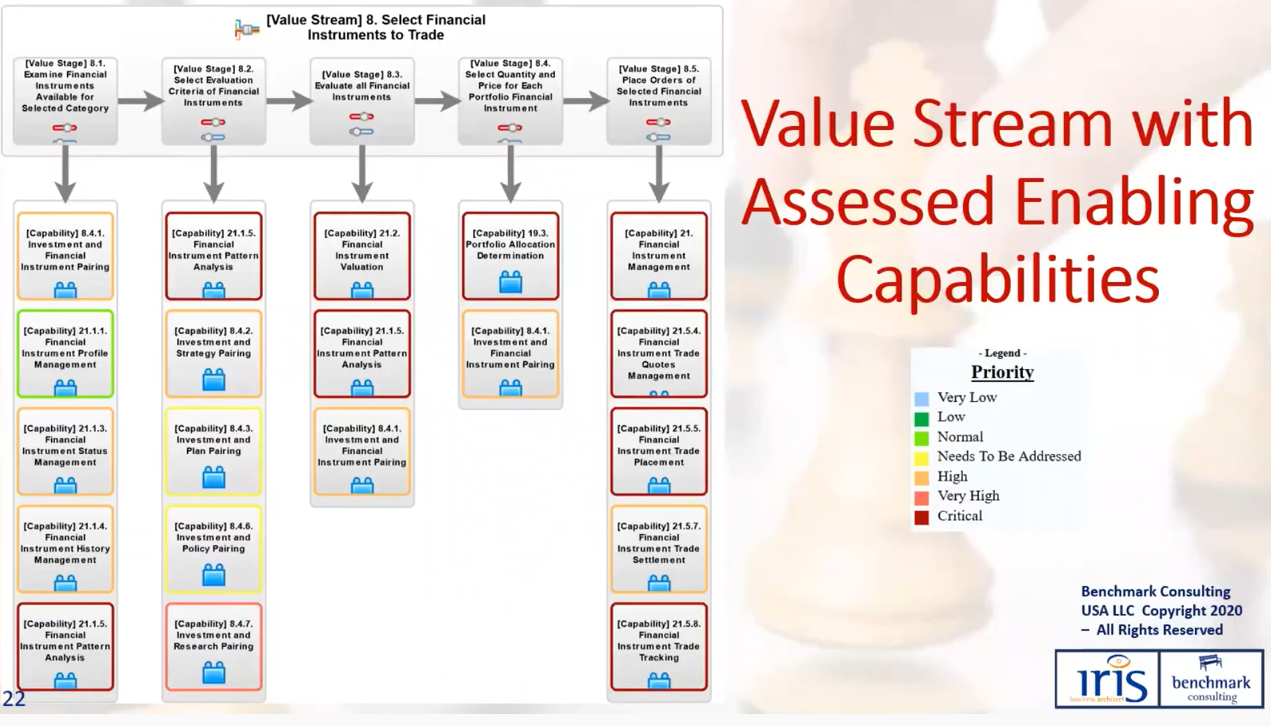 [Value Stream] 8. Select Financial
Instruments to Trade
[Value Stage] 8.1.
Examine Financial
Instruments
Available for
Selected Category
[Value Stage] 8.2.
Select Evaluation
Criteria of Financial
Instruments
[Value Stage] 8.3.
Evaluate all Financial
Instruments
[Value Stage] 8.4.
Select Quantity and
Price for Each
Portfolio Financial
Instrument
[Value Stage] 8.5.
Place Orders of
Selected Financial
Instruments
[Capability] 8.4.1.
Investment and
Financial
Instrument Pairing
[Capability] 21.1.1.
Financial
Instrument Profile
Management
[Capability] 21.1.3.
Financial
Instrument Status
Management
[Capability] 21.1.4.
Financial
Instrument History
Management
[Capability] 21.1.5.
Financial
Instrument Pattern
Analysis
[Capability] 21.1.5.
Financial
Instrument Pattern
Analysis
[Capability] 8.4.2.
Investment and
Strategy Pairing
[Capability] 8.4.3.
Investment and
Plan Pairing
[Capability] 8.4.6.
Investment and
Policy Pairing
[Capability] 8.4.7.
Investment and
Research Pairing
[Capability] 21.2.
Financial
Instrument
Valuation
[Capability] 21.1.5.
Financial
Instrument Pattern
Analysis
[Capability] 8.4.1.
Investment and
Financial
Instrument Pairing
[Capability] 19.3.
Portfolio Allocation
Determination
[Capability] 8.4.1.
Investment and
Financial
Instrument Pairing
[Capability] 21.
Financial
Instrument
Management
[Capability] 21.5.4.
Financial
Instrument Trade
Quotes
Management
[Capability] 21.5.5.
Financial
Instrument Trade
Placement
[Capability] 21.5.7.
Financial
Instrument Trade
Settlement
[Capability] 21.5.8.
Financial
Instrument Trade
Tracking
22
Value Stream with
Assessed Enabling
Capabilities
- Legend -
Priority
Very Low
Low
Normal
Needs To Be Addressed
High
Very High
Critical
Benchmark Consulting
USA LLC Copyright 2020
– All Rights Reserved
iris
business architect
benchmark
consulting